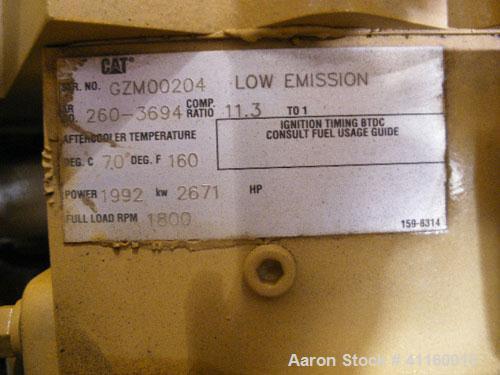 CAT
SER. NO. GZM00204 LOW EMISSION
AR NO. 260-3694 COMP. RATIO 11.3 TO 1
AFTERCOOLER TEMPERATURE
IGNITION TIMING BTDC
CONSULT FUEL USAGE GUIDE
DEG. C 70° DEG. F 160
POWER 1992 kw 2671 HP
FULL LOAD RPM 1800
159-8314
Aaron Stock #